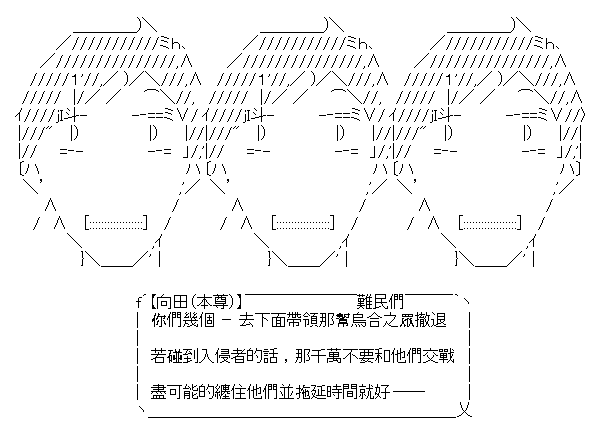 【向田(本尊)】 難民們
你們幾個 － 去下面帶領那幫烏合之眾撤退
若碰到入侵者的話，那千萬不要和他們交戰
盡可能的纏住他們並拖延時間就好——